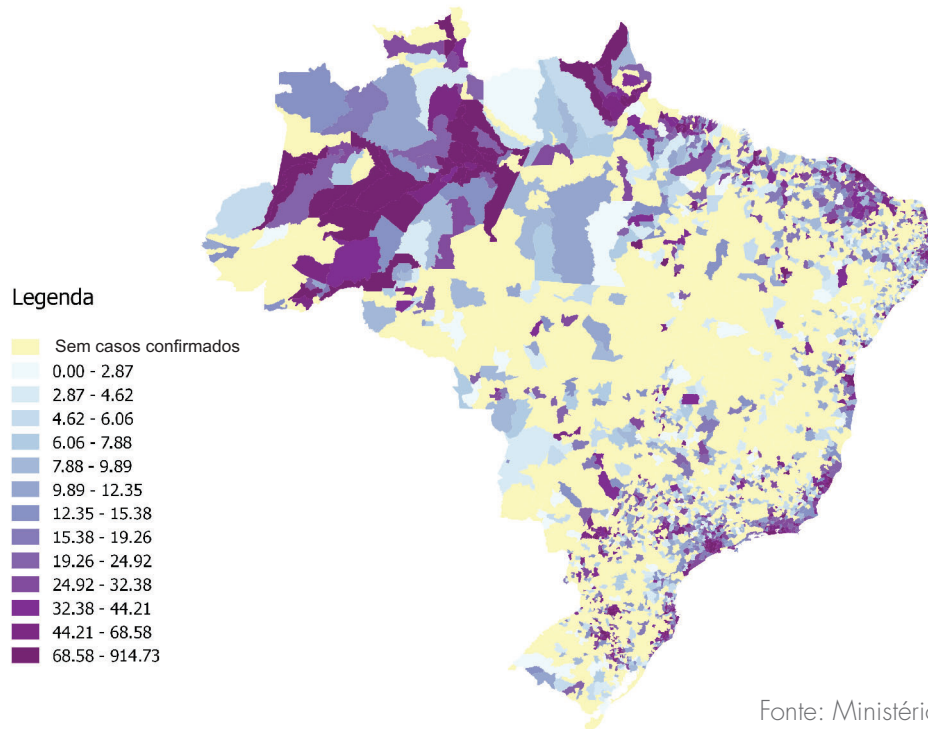 Legenda
Sem casos confirmados
0.00 - 2.87
2.87 - 4.62
4.62 - 6.06
6.06 - 7.88
7.88 - 9.89
9.89 - 12.35
12.35 - 15.38
15.38 - 19.26
19.26 - 24.92
24.92 - 32.38
32.38 - 44.21
44.21 - 68.58
68.58 - 914.73
Fonte: Ministéri